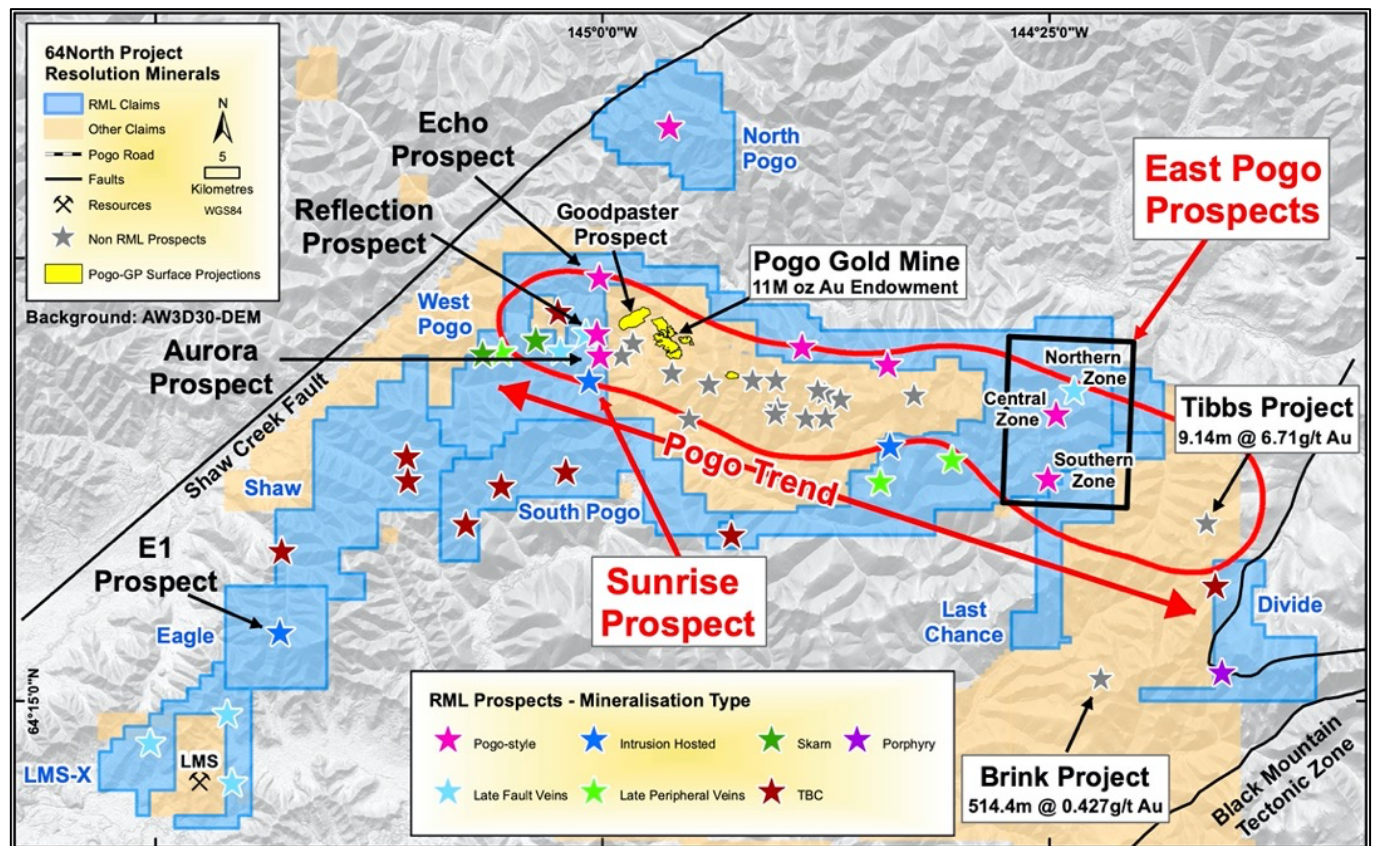 145°0'0"W
144°25'0"W
64North Project
Resolution Minerals
RML Claims
Other Claims
Pogo Road
Faults
Resources
Non RML Prospects
Pogo-GP Surface Projections
N
5
Kilometres
WGS84
Background: AW3D30-DEM
Echo
Prospect
North
Pogo
East Pogo
Prospects
Reflection
Prospect
Goodpaster
Prospect
Pogo Gold Mine
11M oz Au Endowment
West
Pogo
Aurora
Prospect
Northern
Zone
Central
Zone
Southern
Zone
Tibbs Project
9.14m @ 6.71g/t Au
Shaw Creek Fault
Pogo Trend
Shaw
South Pogo
E1
Prospect
Sunrise
Prospect
Eagle
Last
Chance
Divide
64°15'0"N
LMS-X
LMS
RML Prospects - Mineralisation Type
Pogo-style
Intrusion Hosted
Skarn
Porphyry
Late Fault Veins
Late Peripheral Veins
TBC
Brink Project
514.4m @ 0.427g/t Au
Black Mountain
Tectonic Zone